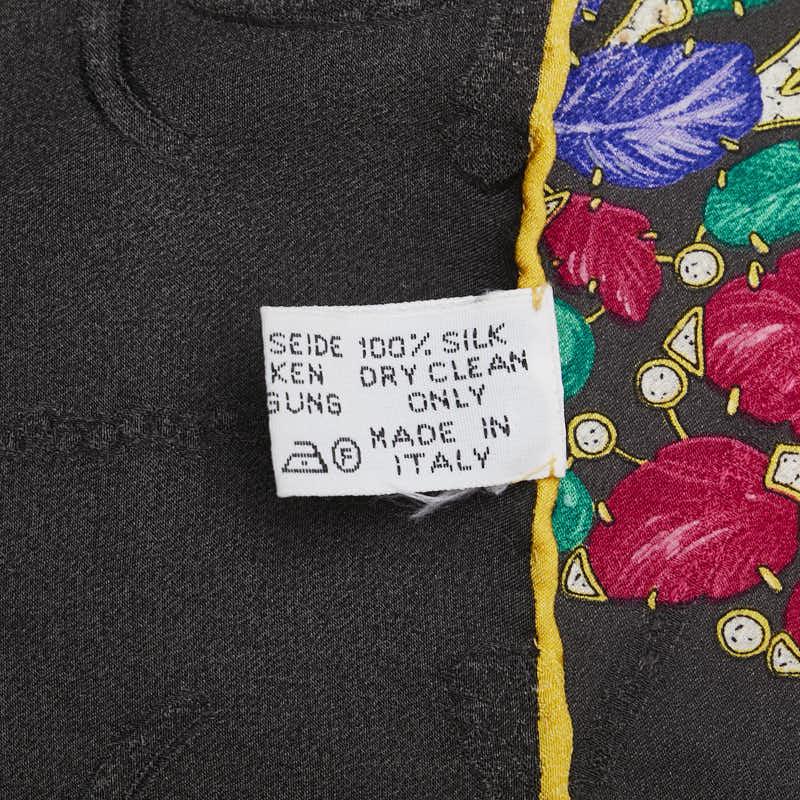 SEIDE 100% SILK
KEN DRY CLEAN
GUNG ONLY
F MADE IN
ITALY